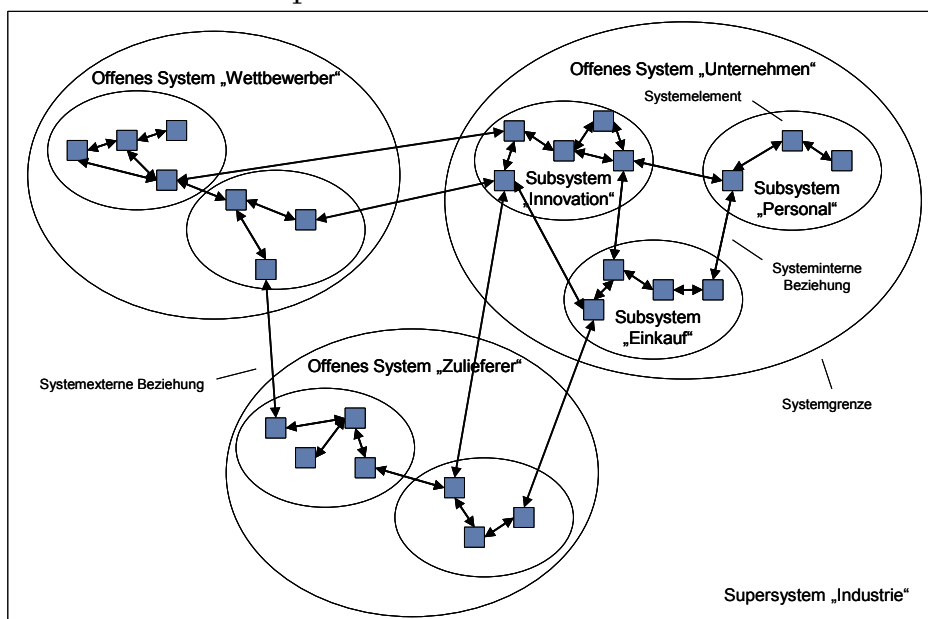 Offenes System „Wettbewerber“
Offenes System „Unternehmen“
Systemelement
Subsystem
„Innovation“
Subsystem
„Personal“
Systeminterne
Beziehung
Subsystem
„Einkauf“
Offenes System „Zulieferer“
Systemexterne Beziehung
Systemgrenze
Supersystem „Industrie“